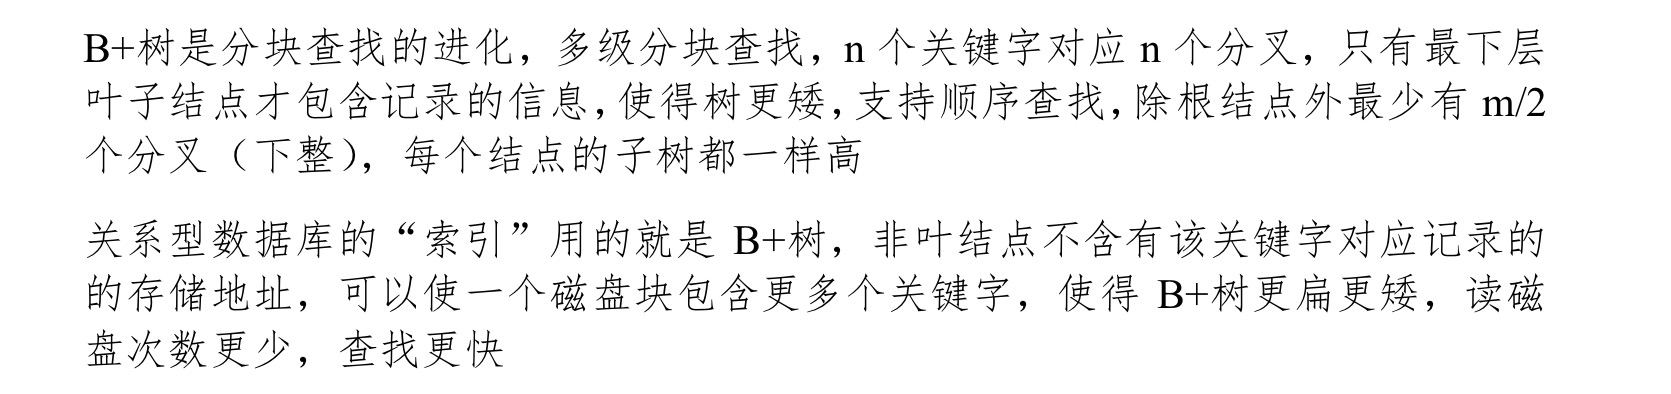 B+树是分块查找的进化，多级分块查找，n 个关键字对应 n 个分叉，只有最下层
叶子结点才包含记录的信息，使得树更矮，支持顺序查找，除根结点外最少有 m/2
个分叉（下整），每个结点的子树都一样高
关系型数据库的“索引”用的就是 B+树，非叶结点不含有该关键字对应记录的
的存储地址，可以使一个磁盘块包含更多个关键字，使得 B+树更扁更矮，读磁
盘次数更少，查找更快